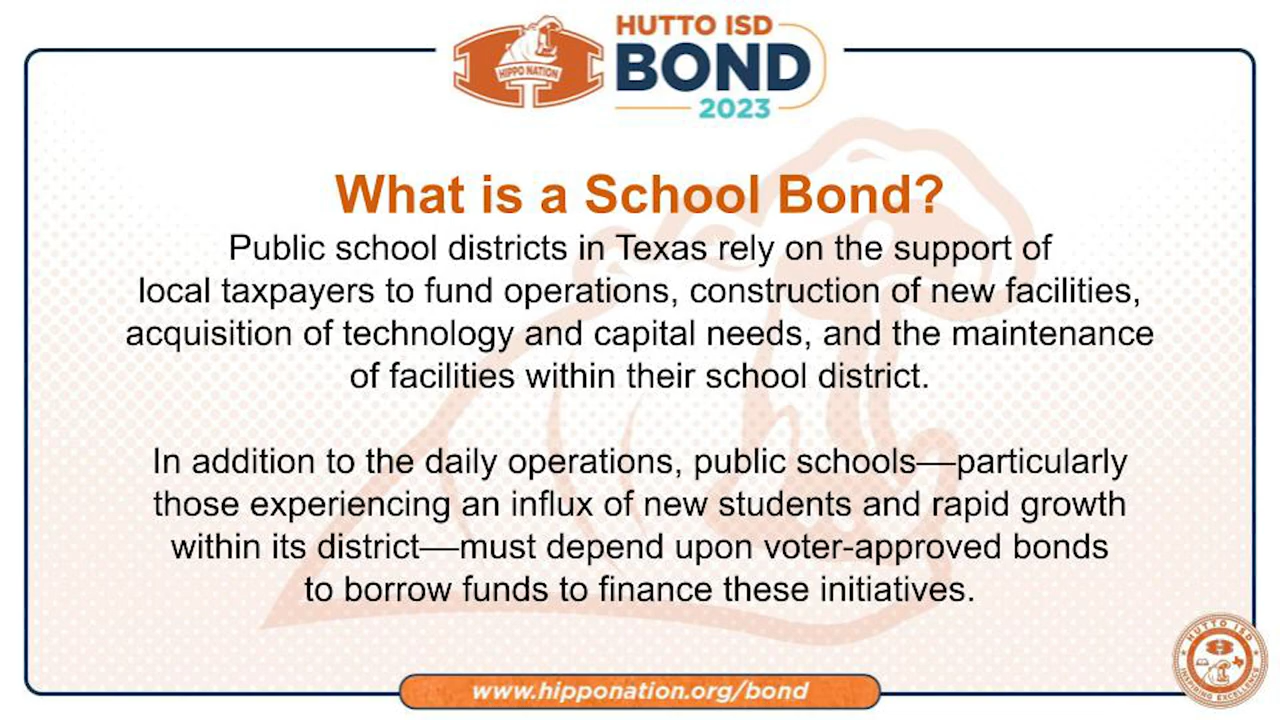 HUTTO ISD
BOND
2023
HIPPO NATION
What is a School Bond?
Public school districts in Texas rely on the support of
local taxpayers to fund operations, construction of new facilities,
acquisition of technology and capital needs, and the maintenance
of facilities within their school district.
In addition to the daily operations, public schools—particularly
those experiencing an influx of new students and rapid growth
within its district—must depend upon voter-approved bonds
to borrow funds to finance these initiatives.
www.hipponation.org/bond
HUTTO ISD
INSPIRING EXCELLENCE